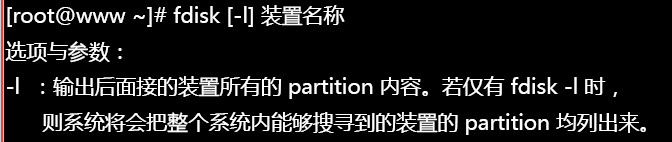 [root@www ~]# fdisk [-l] 装置名称
选项与参数：
-l ：输出后面接的装置所有的 partition 内容。若仅有 fdisk -l 时，
则系统将会把整个系统内能够搜寻到的装置的 partition 均列出来。